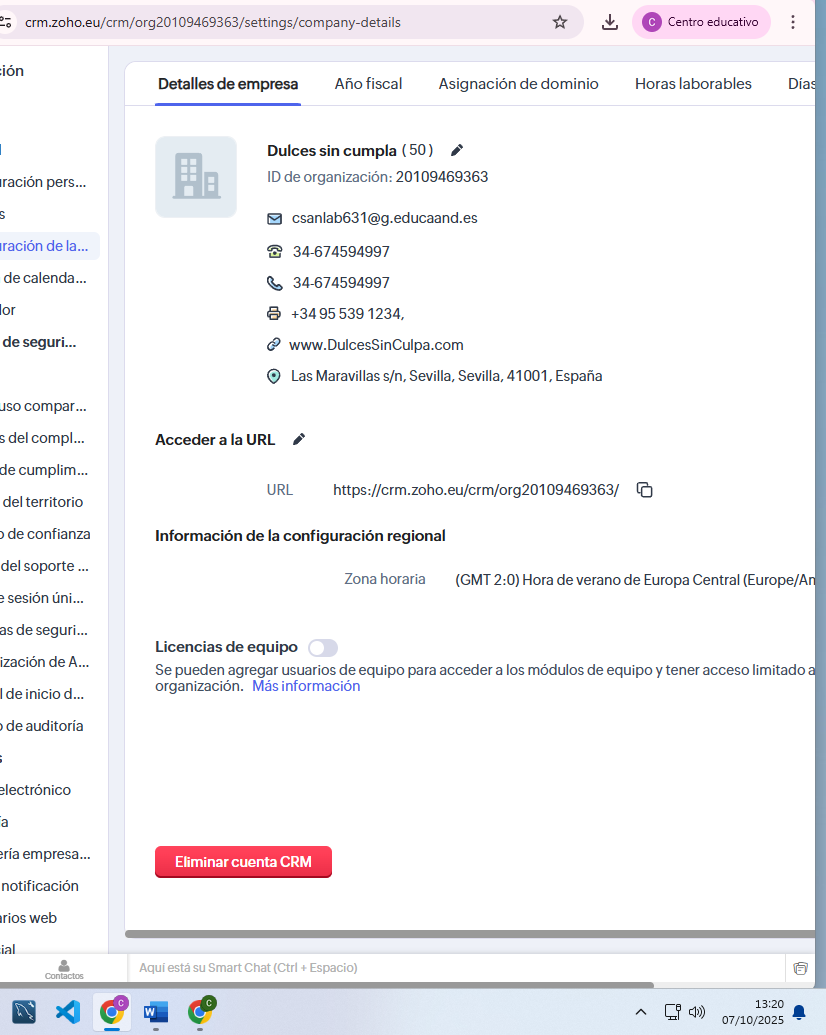 crm.zoho.eu/crm/org20109469363/settings/company-details
C Centro educativo
ción
Detalles de empresa Año fiscal Asignación de dominio Horas laborables Días
Dulces sin cumpla ( 50 )
ID de organización: 20109469363
csanlab631@g.educaand.es
34-674594997
34-674594997
+34 95 539 1234,
www.DulcesSinCulpa.com
Las Maravillas s/n, Sevilla, Sevilla, 41001, España
Acceder a la URL
URL https://crm.zoho.eu/crm/org20109469363/
Información de la configuración regional
Zona horaria (GMT 2:0) Hora de verano de Europa Central (Europe/Am
Licencias de equipo
Se pueden agregar usuarios de equipo para acceder a los módulos de equipo y tener acceso limitado a
organización. Más información
Eliminar cuenta CRM
l
uración pers...
s
uración de la...
de calenda...
dor
de seguri...
uso compar...
s del compl...
de cumplim...
del territorio
o de confianza
del soporte ...
e sesión úni...
as de seguri...
ización de A...
l de inicio d...
o de auditoría
s
electrónico
ía
ería empresa...
notificación
arios web
ial
Contactos
Aquí está su Smart Chat (Ctrl + Espacio)
C
W
C
13:20
07/10/2025